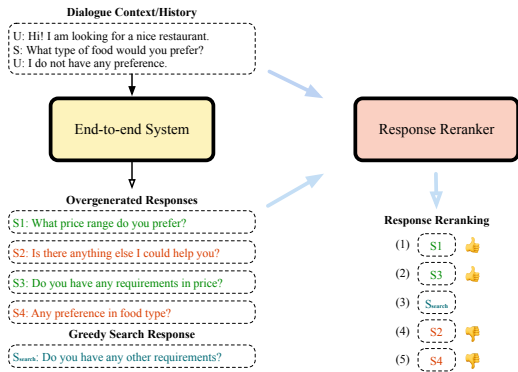 Dialogue Context/History
U: Hi! I am looking for a nice restaurant.
S: What type of food would you prefer?
U: I do not have any preference.
End-to-end System
Response Reranker
Overgenerated Responses
S1: What price range do you prefer?
S2: Is there anything else I could help you?
S3: Do you have any requirements in price?
S4: Any preference in food type?
Greedy Search Response
Ssearch: Do you have any other requirements?
Response Reranking
(1) S1
(2) S3
(3) Ssearch
(4) S2
(5) S4